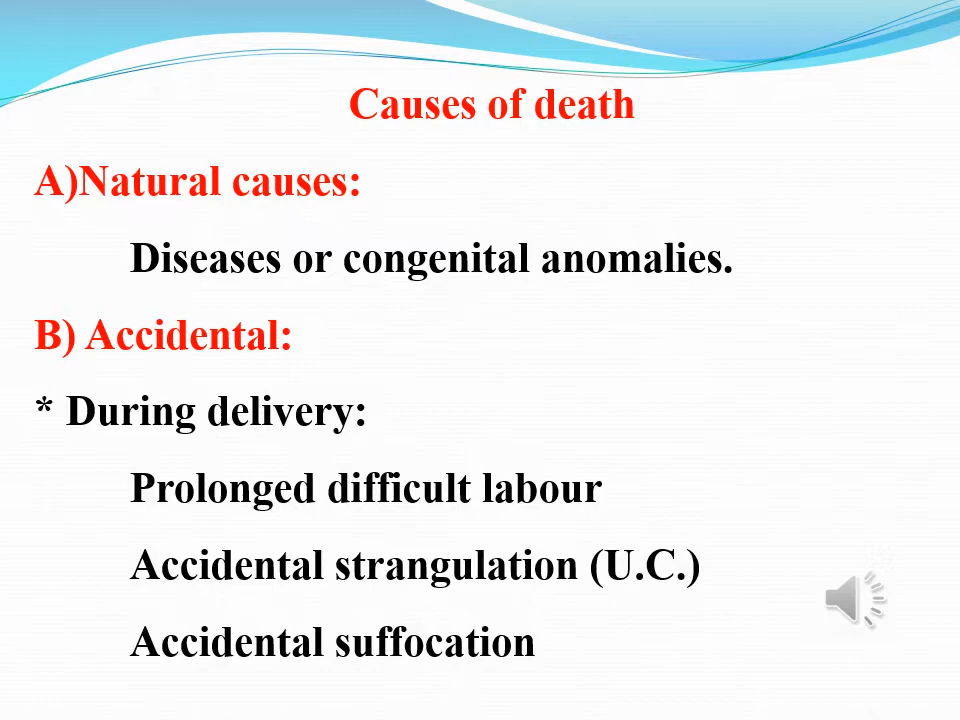 Causes of death
A)Natural causes:
Diseases or congenital anomalies.
B) Accidental:
* During delivery:
Prolonged difficult labour
Accidental strangulation (U.C.)
Accidental suffocation